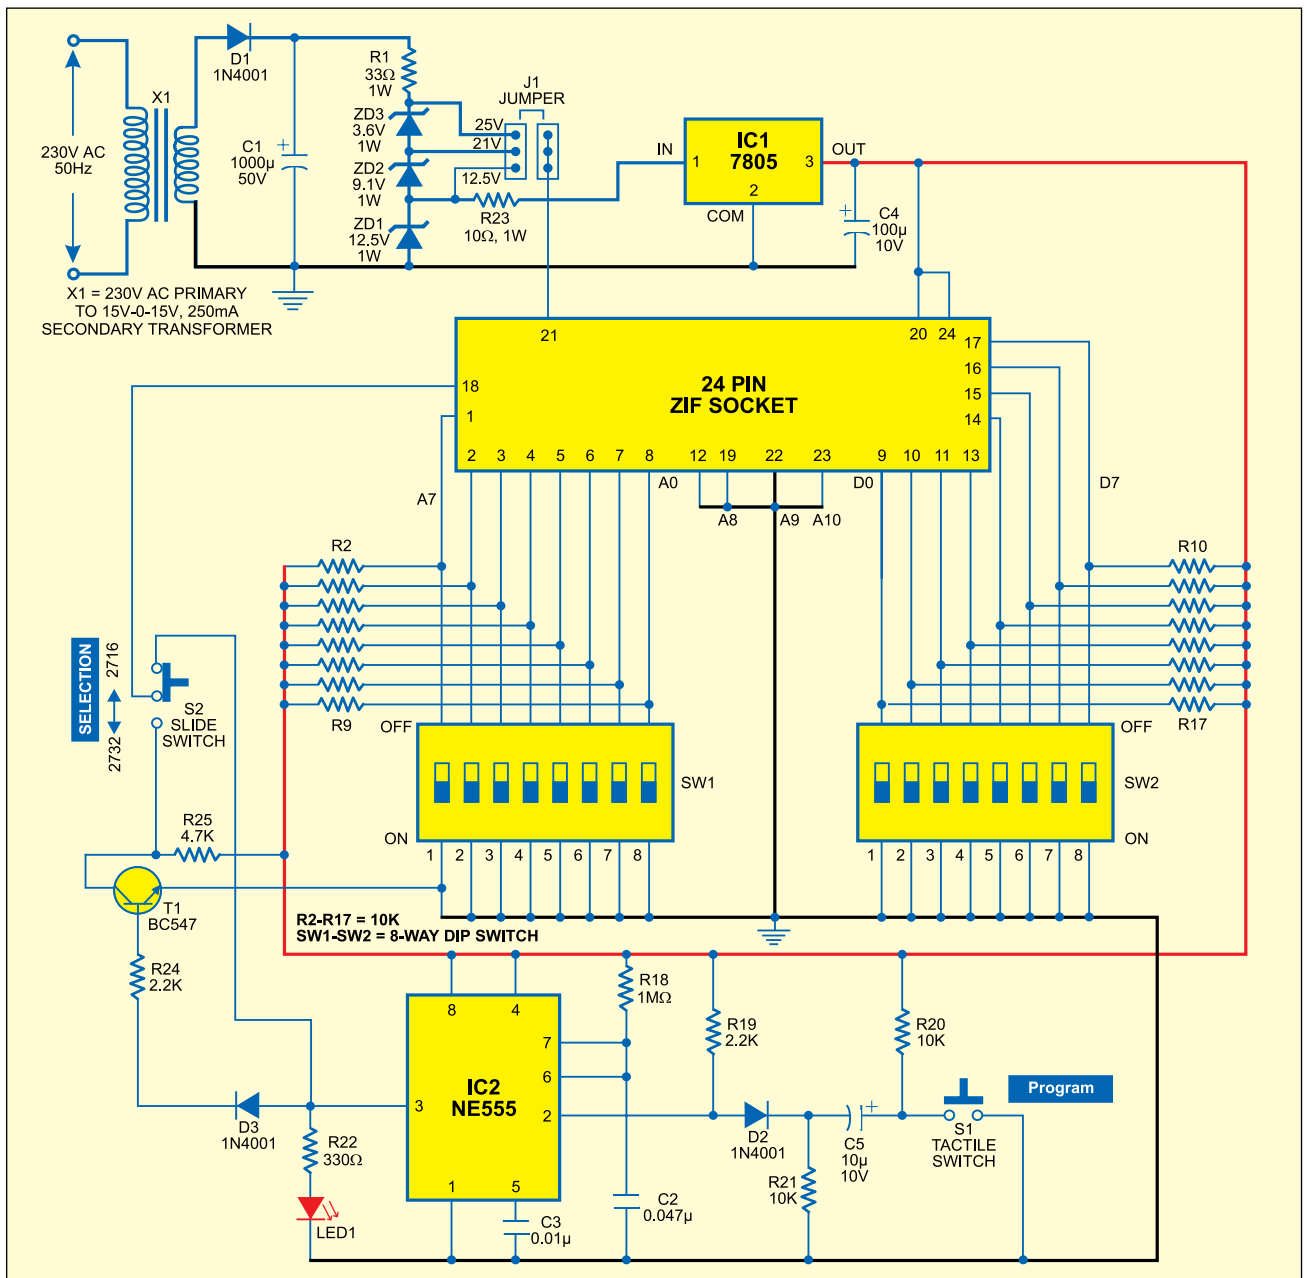 D1
1N4001
X1
230V AC
50Hz
C1
1000µ
50V
+
R1
33Ω
1W
ZD3
3.6V
1W
ZD2
9.1V
1W
ZD1
12.5V
1W
J1
JUMPER
25V
21V
12.5V
R23
10Ω, 1W
IN
1
IC1
7805
3
OUT
2
COM
+
C4
100µ
10V
X1 = 230V AC PRIMARY
TO 15V-0-15V, 250mA
SECONDARY TRANSFORMER
21
20
24
17
18
16
24 PIN
ZIF SOCKET
15
1
14
2
3
4
5
6
7
8
12
19
22
23
9
10
11
13
A7
A0
A8
A9
A10
D0
D7
R2
R10
R9
R17
SELECTION
2716
2732
S2
SLIDE
SWITCH
OFF
SW1
ON
1
2
3
4
5
6
7
8
OFF
SW2
ON
1
2
3
4
5
6
7
8
R25
4.7K
T1
BC547
R2-R17 = 10K
SW1-SW2 = 8-WAY DIP SWITCH
R24
2.2K
8
4
R18
1MΩ
7
R19
2.2K
R20
10K
IC2
NE555
6
3
2
Program
D3
1N4001
R22
330Ω
D2
1N4001
+
C5
10µ
10V
S1
TACTILE
SWITCH
R21
10K
1
5
C2
0.047µ
LED1
C3
0.01µ